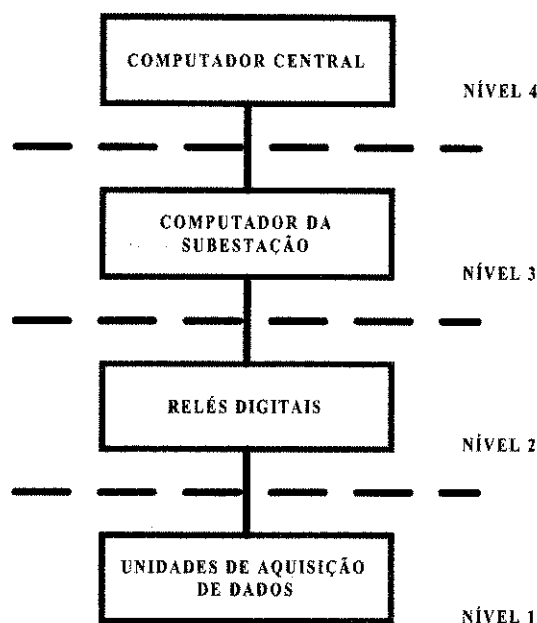 COMPUTADOR CENTRAL
NÍVEL 4
COMPUTADOR DA
SUBESTAÇÃO
NÍVEL 3
RELÉS DIGITAIS
NÍVEL 2
UNIDADES DE AQUISIÇÃO
DE DADOS
NÍVEL 1